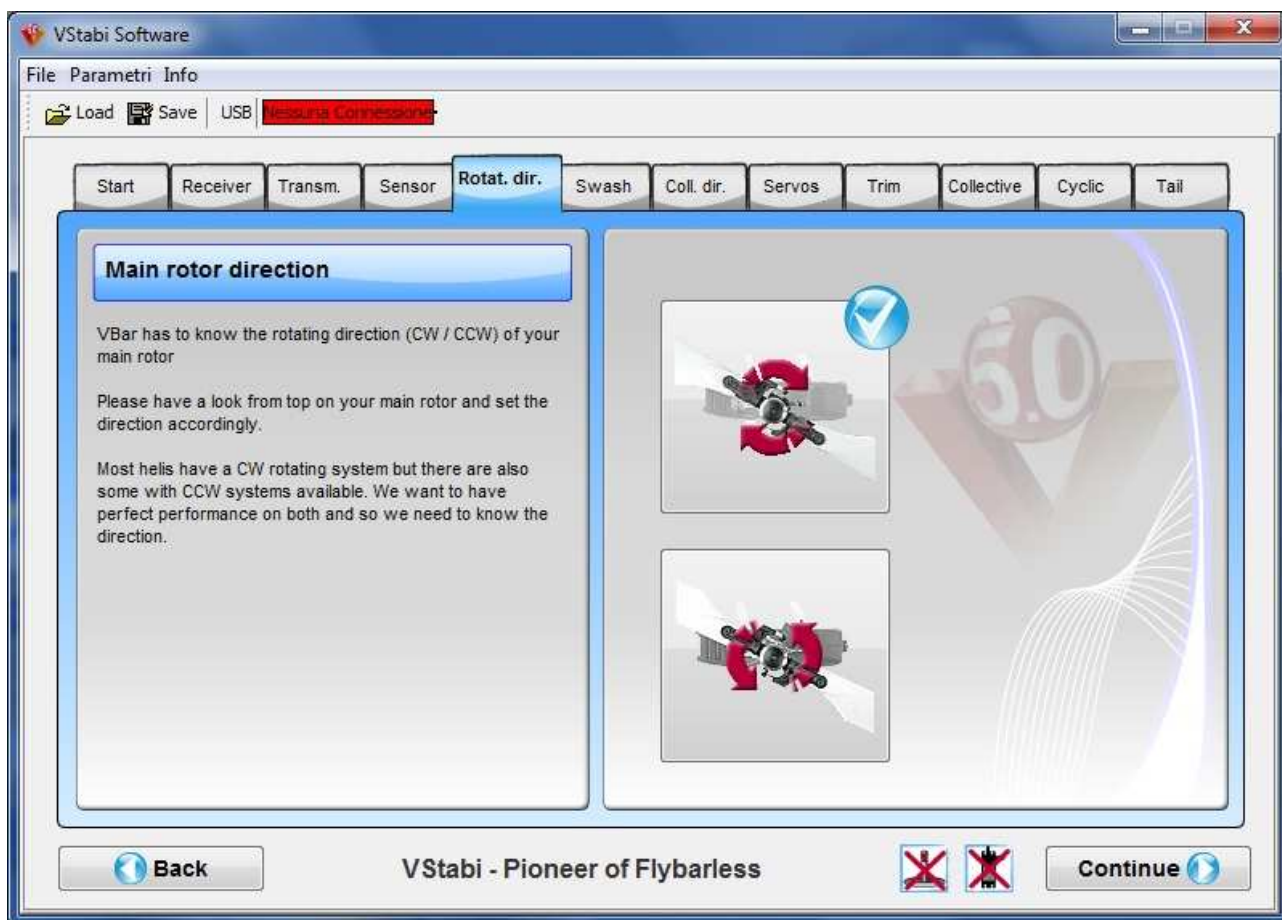 VStabi Software
File Parametri Info
Load Save USB Nessuna Connessione
Start Receiver Transm. Sensor Rotat. dir. Swash Coll. dir. Servos Trim Collective Cyclic Tail
Main rotor direction
VBar has to know the rotating direction (CW / CCW) of your
main rotor
Please have a look from top on your main rotor and set the
direction accordingly.
Most helis have a CW rotating system but there are also
some with CCW systems available. We want to have
perfect performance on both and so we need to know the
direction.
5.0
Back
VStabi - Pioneer of Flybarless
Continue